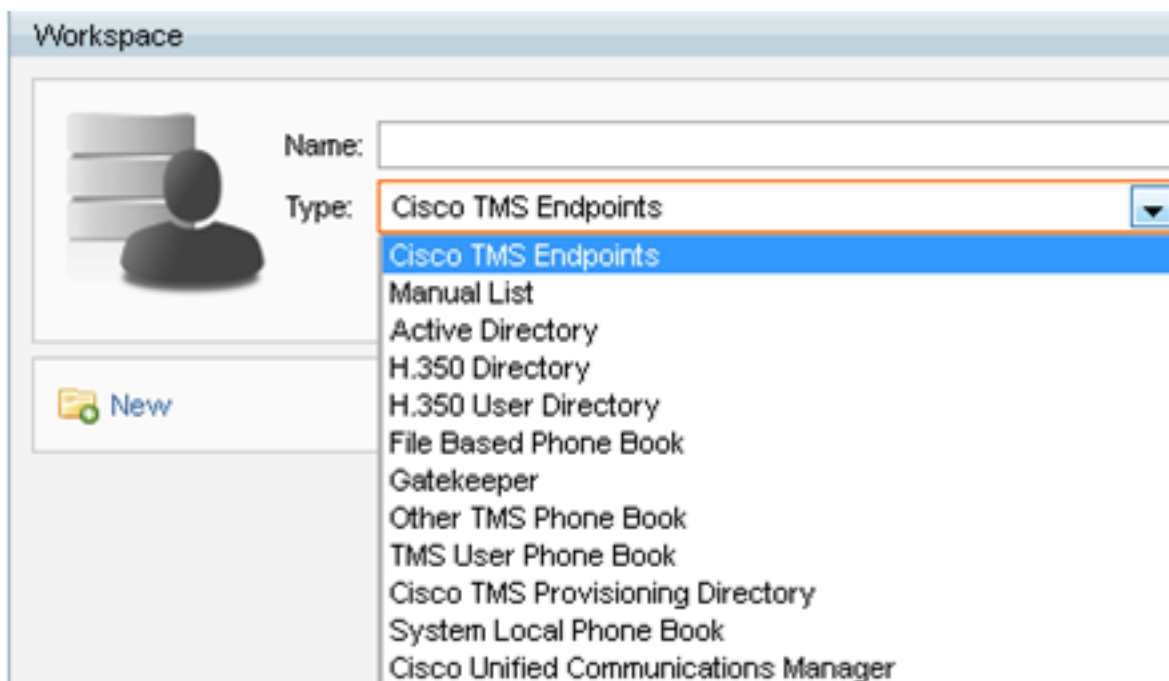 Workspace
Name:
Type: Cisco TMS Endpoints
Cisco TMS Endpoints
Manual List
Active Directory
H.350 Directory
H.350 User Directory
New
File Based Phone Book
Gatekeeper
Other TMS Phone Book
TMS User Phone Book
Cisco TMS Provisioning Directory
System Local Phone Book
Cisco Unified Communications Manager